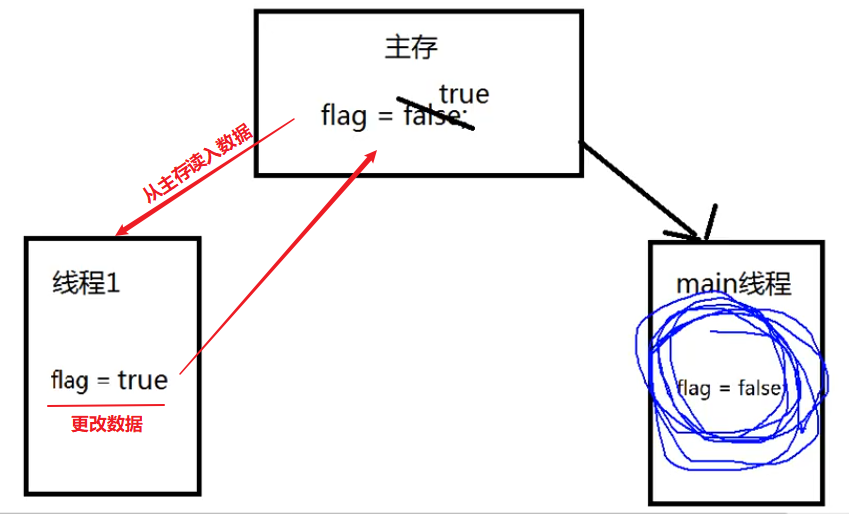 主存
true
flag = false;
从主存读入数据
线程1
flag = true
更改数据
main线程
flag = false